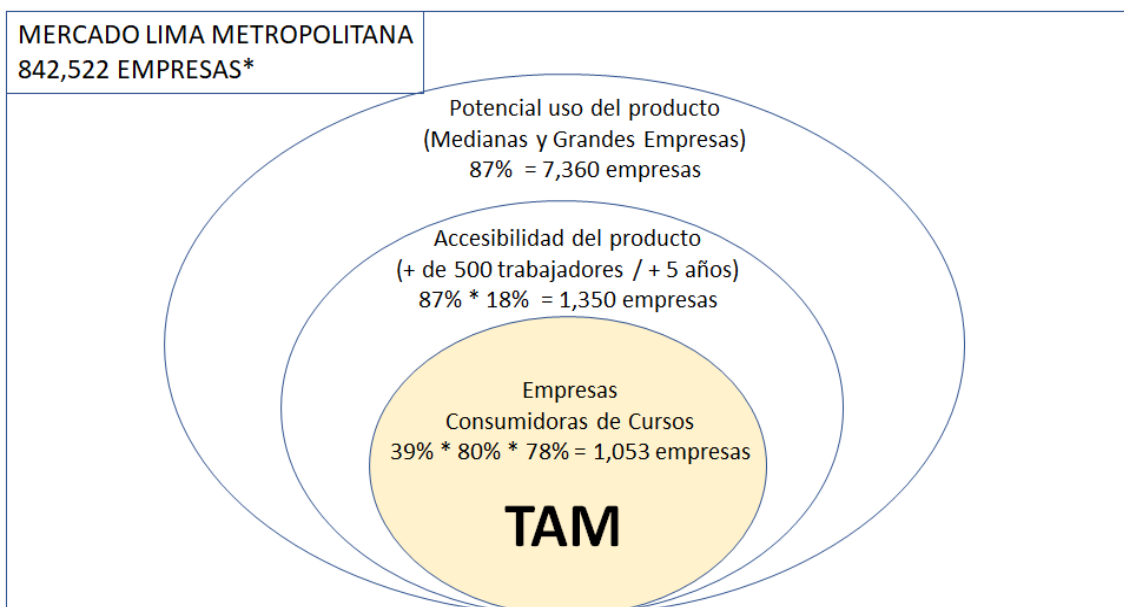 MERCADO LIMA METROPOLITANA
842,522 EMPRESAS*
Potencial uso del producto
(Medianas y Grandes Empresas)
87%  = 7,360 empresas
Accesibilidad del producto
(+ de 500 trabajadores / + 5 años)
87% * 18%  = 1,350 empresas
Empresas
Consumidoras de Cursos
39% * 80% * 78% = 1,053 empresas
TAM